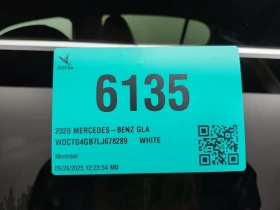 6135
2020 MERCEDES-BENZ GLA
WDCTG4GB7LJ678289 WHITE
Montreal
09/26/2025 12:23:54 MD